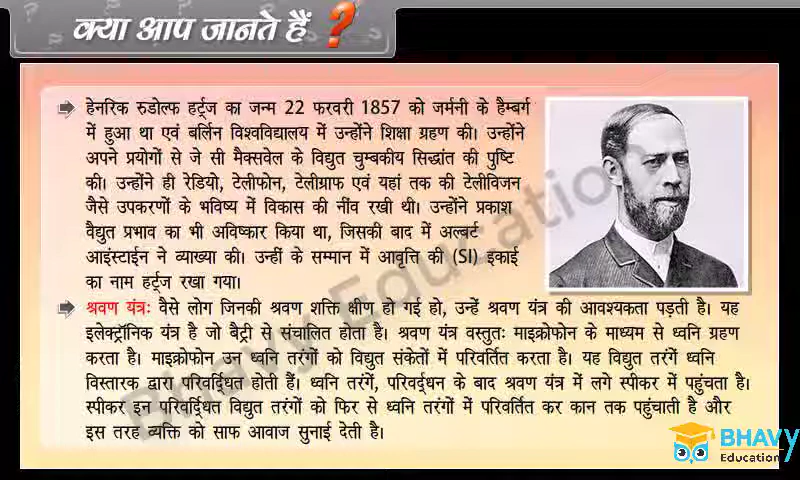 क्या आप जानते हैं ?
हेनरिक रुडोल्फ हर्ट्ज का जन्म 22 फरवरी 1857 को जर्मनी के हैम्बर्ग
में हुआ था एवं बर्लिन विश्वविद्यालय में उन्होंने शिक्षा ग्रहण की। उन्होंने
अपने प्रयोगों से जे सी मैक्सवेल के विद्युत चुम्बकीय सिद्धांत की पुष्टि
की। उन्होंने ही रेडियो, टेलीफोन, टेलीग्राफ एवं यहां तक की टेलीविजन
जैसे उपकरणों के भविष्य में विकास की नींव रखी थी। उन्होंने प्रकाश
वैद्युत प्रभाव का भी अविष्कार किया था, जिसकी बाद में अल्बर्ट
आइंस्टाईन ने व्याख्या की। उन्हीं के सम्मान में आवृत्ति की (SI) इकाई
का नाम हर्ट्ज रखा गया।
श्रवण यंत्रः वैसे लोग जिनकी श्रवण शक्ति क्षीण हो गई हो, उन्हें श्रवण यंत्र की आवश्यकता पड़ती है। यह
इलेक्ट्रॉनिक यंत्र है जो बैट्री से संचालित होता है। श्रवण यंत्र वस्तुतः माइक्रोफोन के माध्यम से ध्वनि ग्रहण
करता है। माइक्रोफोन उन ध्वनि तरंगों को विद्युत संकेतों में परिवर्तित करता है। यह विद्युत तरंगें ध्वनि
विस्तारक द्वारा परिवर्द्धित होती हैं। ध्वनि तरंगें, परिवर्द्धन के बाद श्रवण यंत्र में लगे स्पीकर में पहुंचता है।
स्पीकर इन परिवर्द्धित विद्युत तरंगों को फिर से ध्वनि तरंगों में परिवर्तित कर कान तक पहुंचाती है और
इस तरह व्यक्ति को साफ आवाज सुनाई देती है।
Bhavy Education
BHAVY
Education